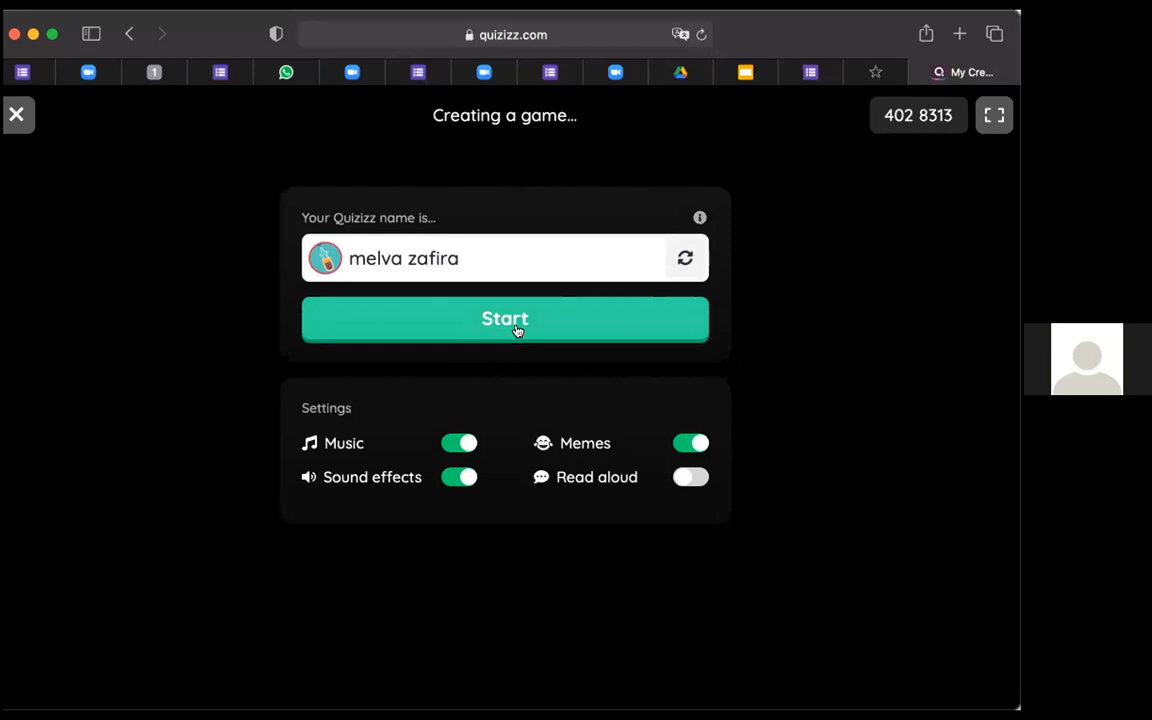 quizizz.com
1
My Cre...
Creating a game...
402 8313
Your Quizizz name is...
melva zafira
Start
Settings
Music
Memes
Sound effects
Read aloud